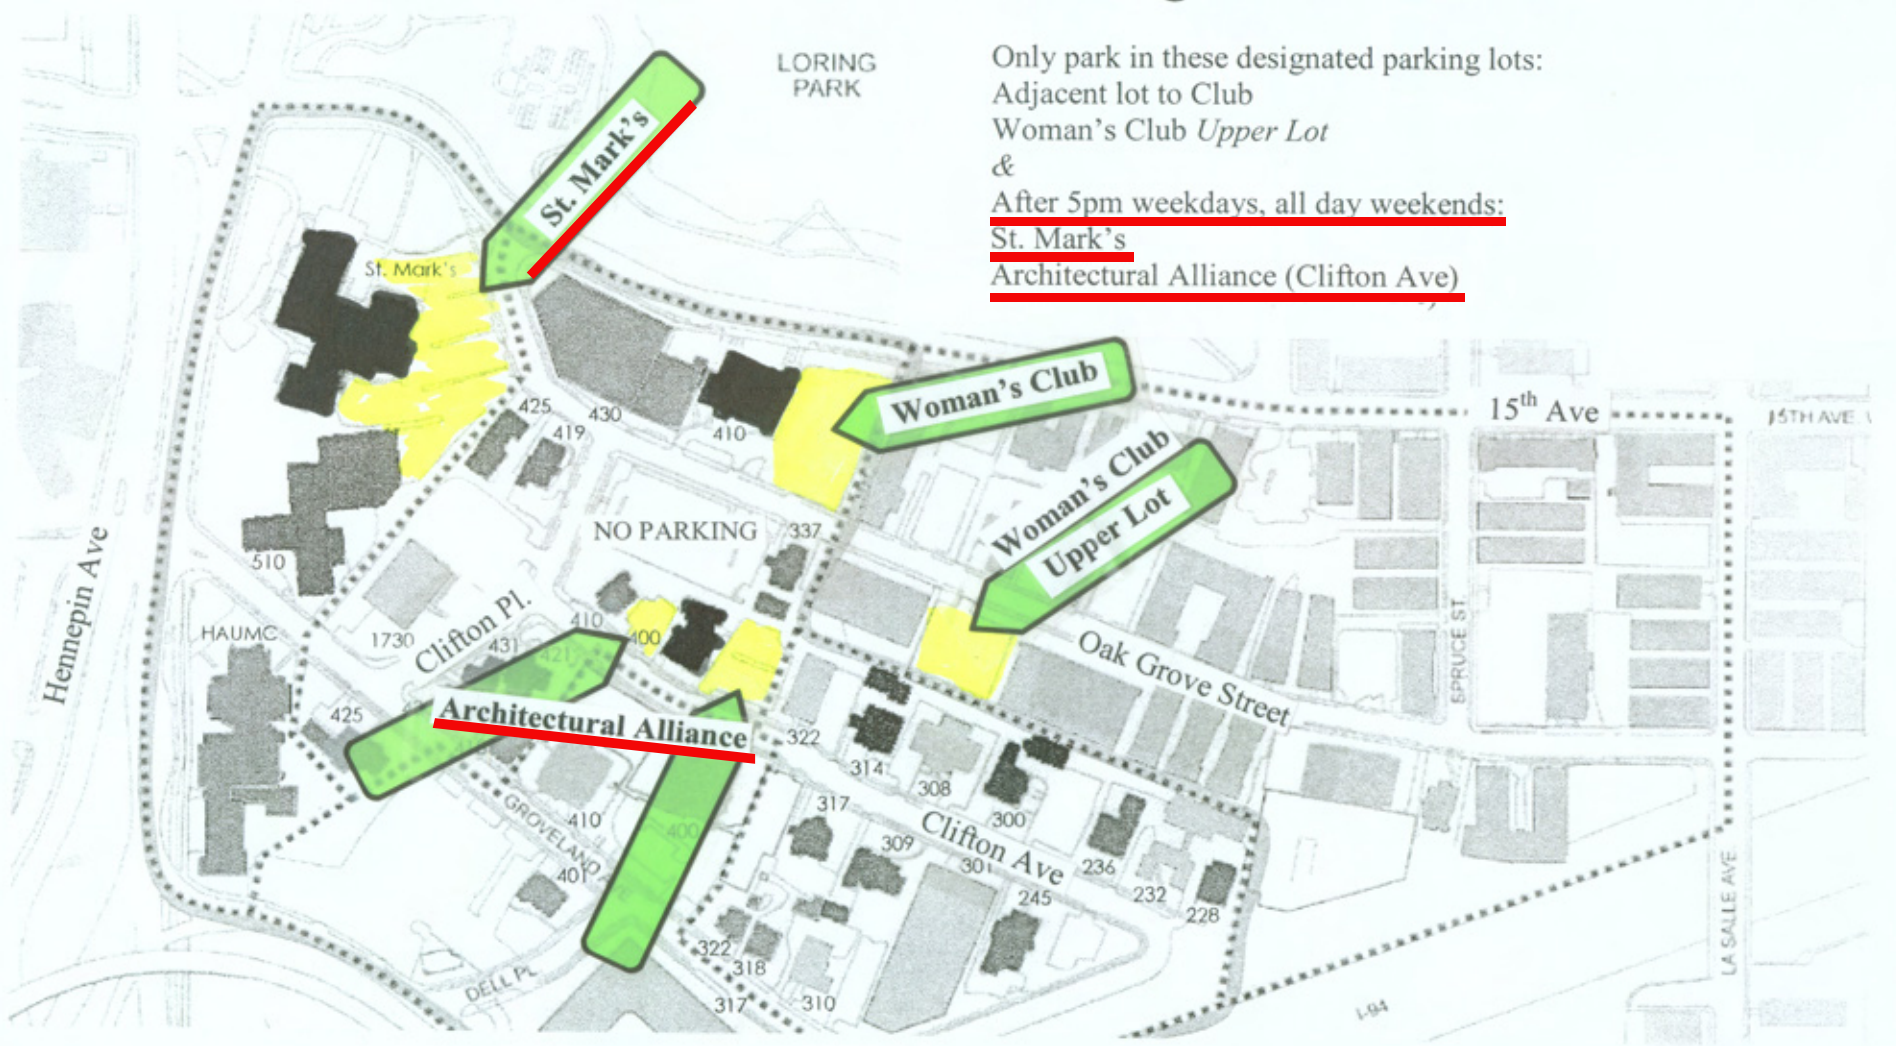 LORING
PARK
Only park in these designated parking lots:
Adjacent lot to Club
Woman's Club Upper Lot
&
After 5pm weekdays, all day weekends:
St. Mark's
Architectural Alliance (Clifton Ave)
St. Mark's
St. Mark's
Woman's Club
15th Ave
15TH AVE
425
430
419
410
Woman's Club
Upper Lot
NO PARKING
337
510
Hennepin Ave
HAUMC
1730
Clifton Pl.
410
400
431
421
Oak Grove Street
SPRUCE ST
425
Architectural Alliance
322
314
308
300
317
309
301
Clifton Ave
245
236
232
228
GROVELAND AVE
410
400
401
322
318
317
310
DELL PL
I-94
LA SALLE AVE